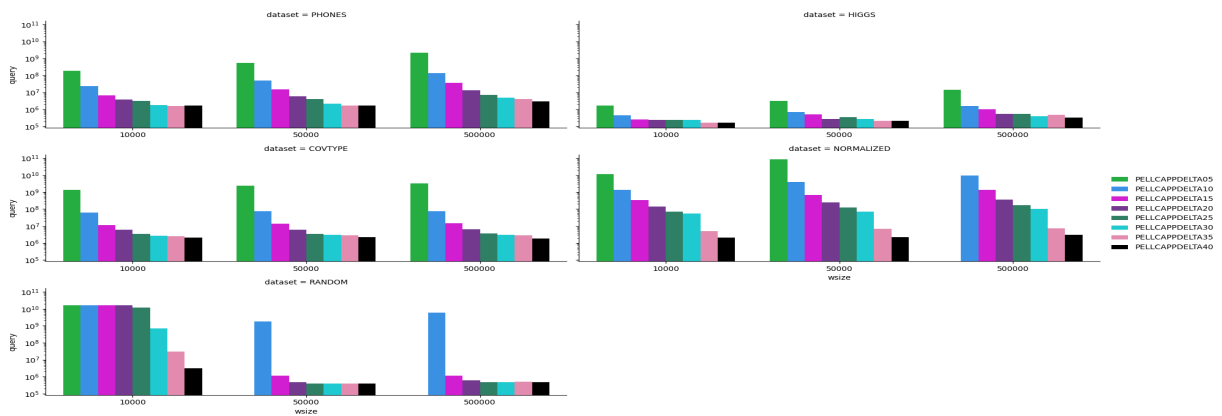 dataset = PHONES
query
10¹¹
10¹⁰
10⁹
10⁸
10⁷
10⁶
10⁵
10000
50000
500000
dataset = HIGGS
10000
50000
500000
dataset = COVTYPE
query
10¹¹
10¹⁰
10⁹
10⁸
10⁷
10⁶
10⁵
10000
50000
500000
dataset = NORMALIZED
10000
50000
500000
wsize
dataset = RANDOM
query
10¹¹
10¹⁰
10⁹
10⁸
10⁷
10⁶
10⁵
10000
50000
500000
wsize
PELLCAPPDELTA05
PELLCAPPDELTA10
PELLCAPPDELTA15
PELLCAPPDELTA20
PELLCAPPDELTA25
PELLCAPPDELTA30
PELLCAPPDELTA35
PELLCAPPDELTA40